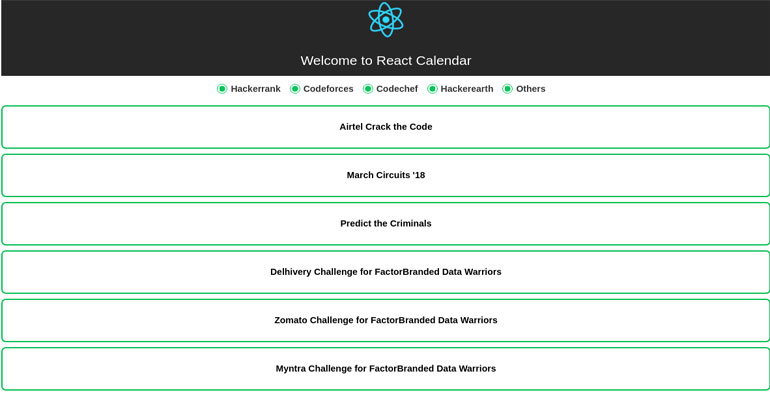 Welcome to React Calendar
Hackerrank Codeforces Codechef Hackerearth Others
Airtel Crack the Code
March Circuits '18
Predict the Criminals
Delhivery Challenge for FactorBranded Data Warriors
Zomato Challenge for FactorBranded Data Warriors
Myntra Challenge for FactorBranded Data Warriors